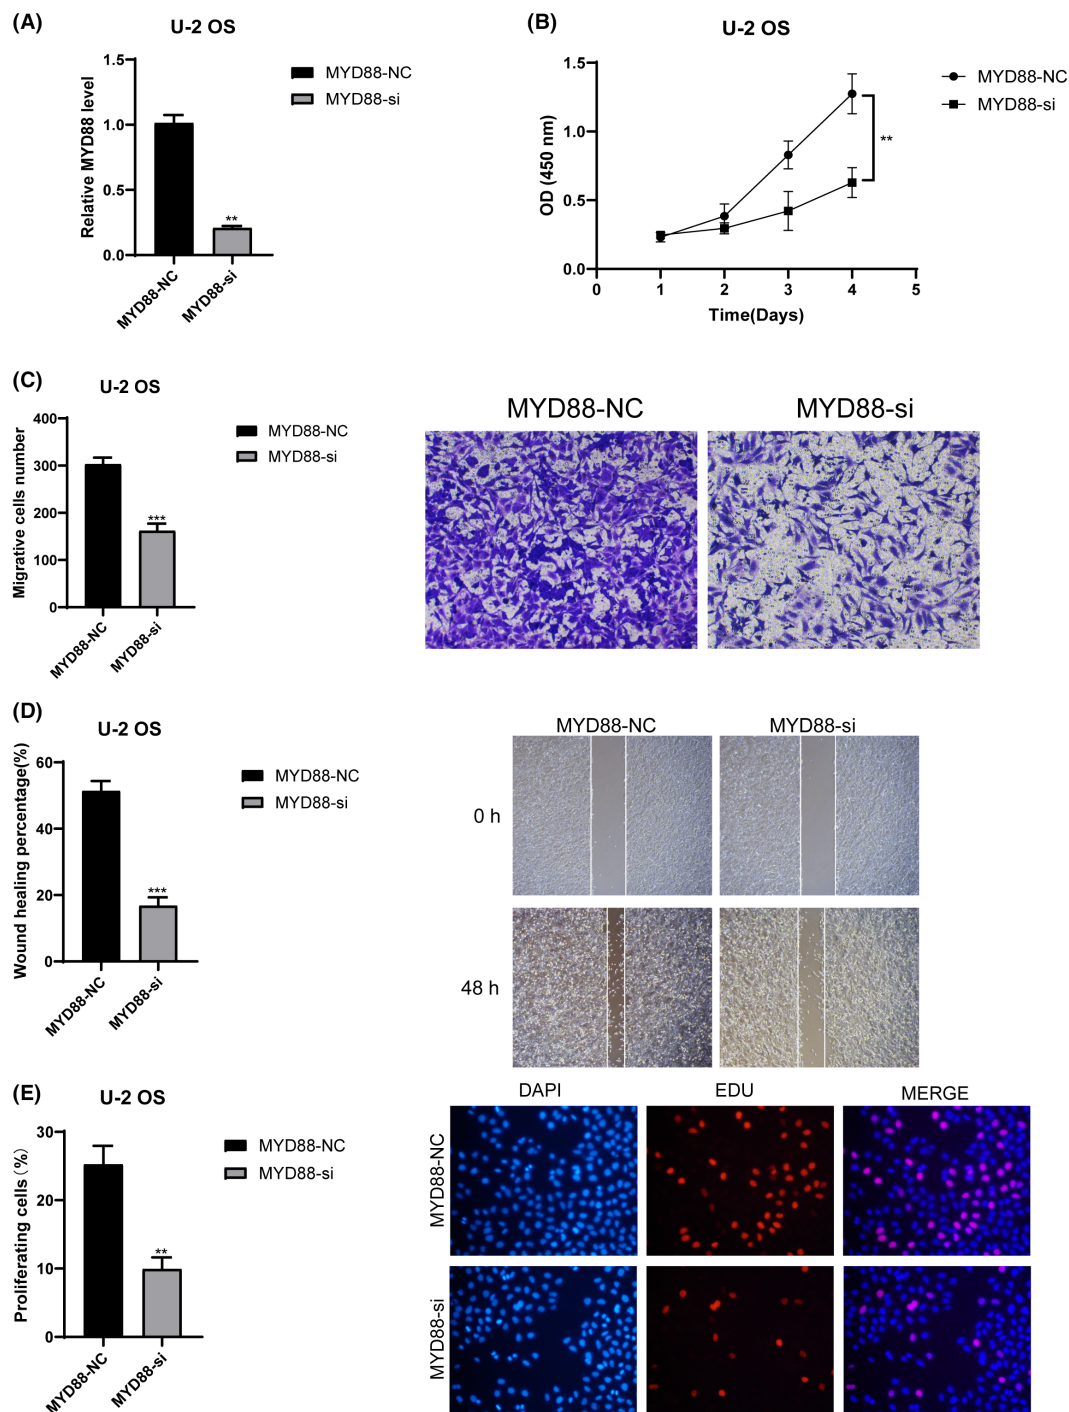 (A)
U-2 OS
Relative MYD88 level
1.5
1.0
0.5
0.0
**
MYD88-NC
MYD88-si
MYD88-NC
MYD88-si
(B)
U-2 OS
OD (450 nm)
1.5
1.0
0.5
0.0
0 1 2 3 4 5
Time(Days)
**
MYD88-NC
MYD88-si
(C)
U-2 OS
Migrative cells number
400
300
200
100
0
***
MYD88-NC
MYD88-si
MYD88-NC
MYD88-si
MYD88-NC MYD88-si
(D)
U-2 OS
Wound healing percentage(%)
60
40
20
0
***
MYD88-NC
MYD88-si
MYD88-NC
MYD88-si
MYD88-NC MYD88-si
0 h
48 h
(E)
U-2 OS
Proliferating cells (%)
30
20
10
0
**
MYD88-NC
MYD88-si
MYD88-NC
MYD88-si
DAPI EDU MERGE
MYD88-NC
MYD88-si